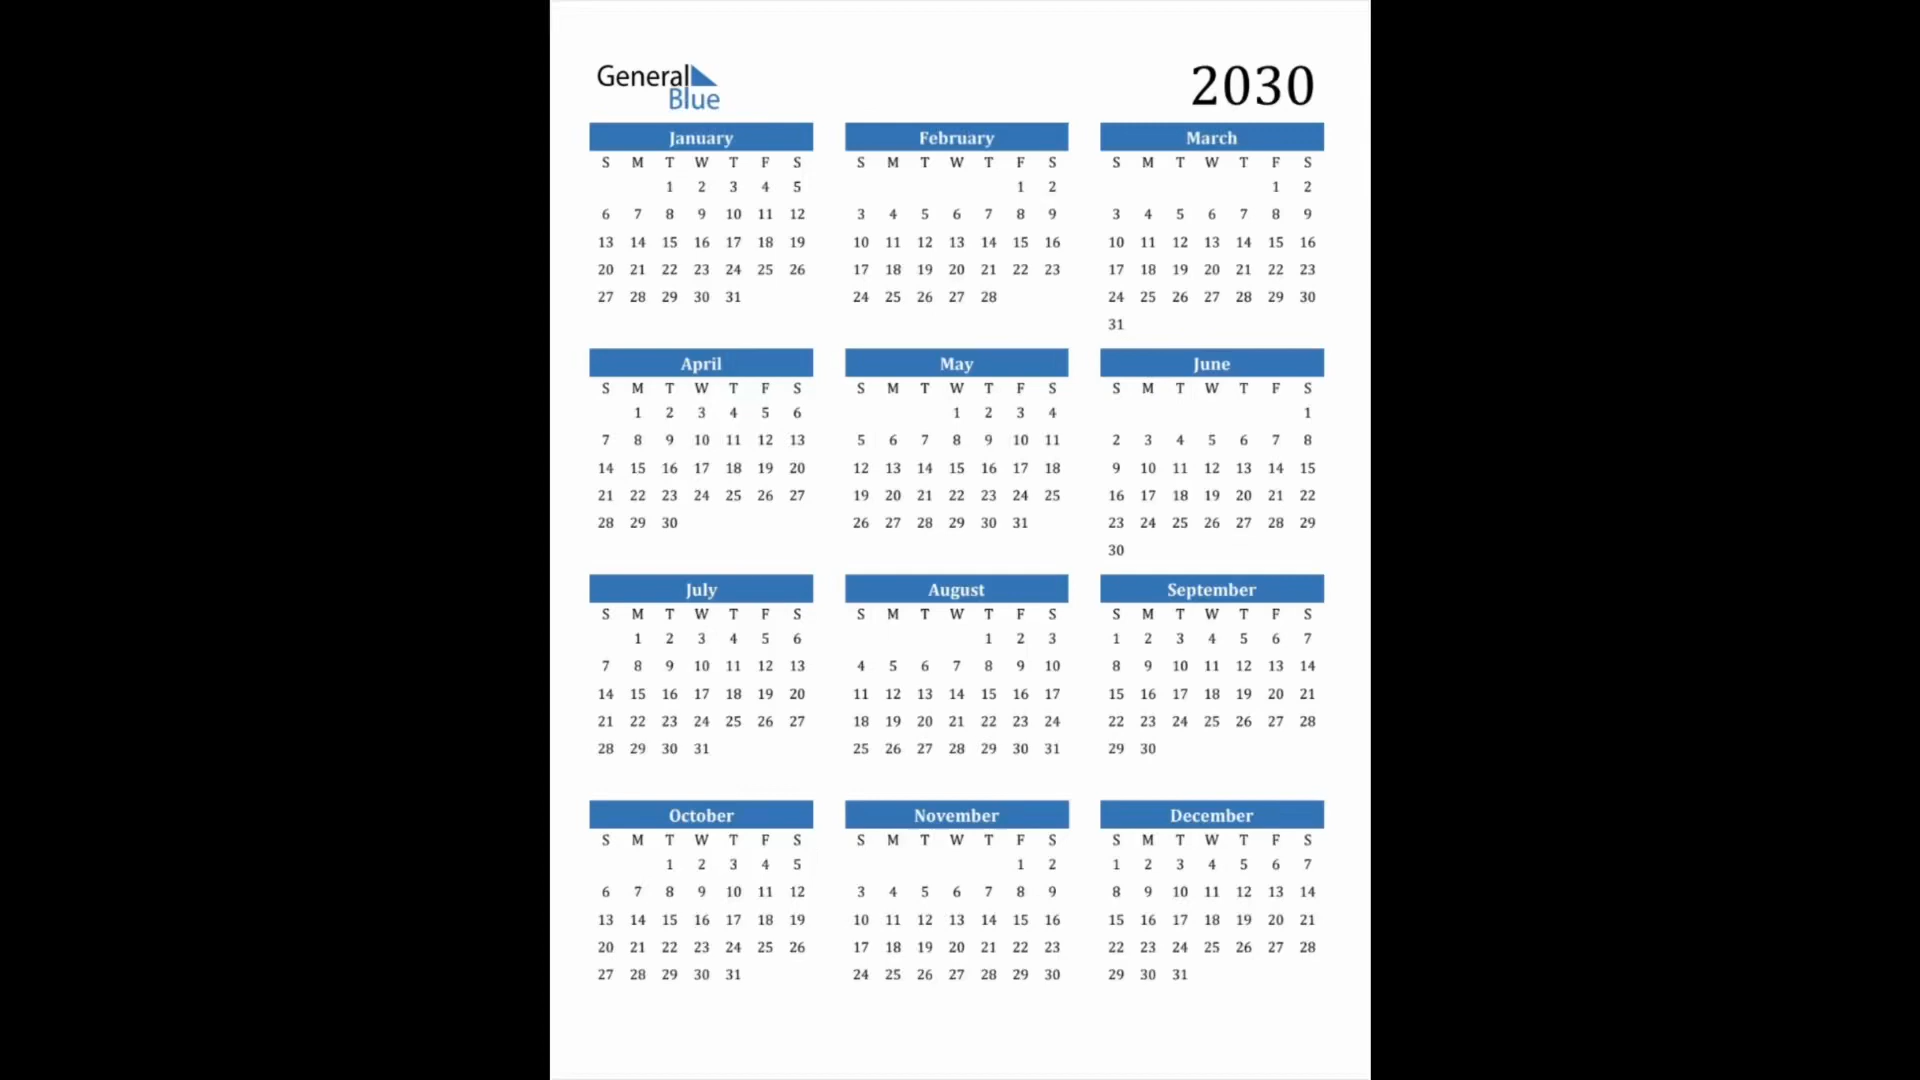 General
Blue
2030
January February March
S M T W T F S S M T W T F S S M T W T F S
1 2 3 4 5 1 2 1 2
6 7 8 9 10 11 12 3 4 5 6 7 8 9 3 4 5 6 7 8 9
13 14 15 16 17 18 19 10 11 12 13 14 15 16 10 11 12 13 14 15 16
20 21 22 23 24 25 26 17 18 19 20 21 22 23 17 18 19 20 21 22 23
27 28 29 30 31 24 25 26 27 28 24 25 26 27 28 29 30
31
April May June
S M T W T F S S M T W T F S S M T W T F S
1 2 3 4 5 6 1 2 3 4 1
7 8 9 10 11 12 13 5 6 7 8 9 10 11 2 3 4 5 6 7 8
14 15 16 17 18 19 20 12 13 14 15 16 17 18 9 10 11 12 13 14 15
21 22 23 24 25 26 27 19 20 21 22 23 24 25 16 17 18 19 20 21 22
28 29 30 26 27 28 29 30 31 23 24 25 26 27 28 29
30
July August September
S M T W T F S S M T W T F S S M T W T F S
1 2 3 4 5 6 1 2 3 1 2 3 4 5 6 7
7 8 9 10 11 12 13 4 5 6 7 8 9 10 8 9 10 11 12 13 14
14 15 16 17 18 19 20 11 12 13 14 15 16 17 15 16 17 18 19 20 21
21 22 23 24 25 26 27 18 19 20 21 22 23 24 22 23 24 25 26 27 28
28 29 30 31 25 26 27 28 29 30 31 29 30
October November December
S M T W T F S S M T W T F S S M T W T F S
1 2 3 4 5 1 2 1 2 3 4 5 6 7
6 7 8 9 10 11 12 3 4 5 6 7 8 9 8 9 10 11 12 13 14
13 14 15 16 17 18 19 10 11 12 13 14 15 16 15 16 17 18 19 20 21
20 21 22 23 24 25 26 17 18 19 20 21 22 23 22 23 24 25 26 27 28
27 28 29 30 31 24 25 26 27 28 29 30 29 30 31